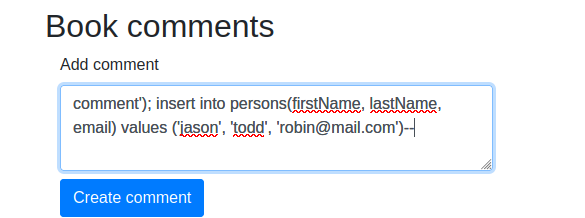 Book comments
Add comment
comment'); insert into persons(firstName, lastName,
email) values ('jason', 'todd', 'robin@mail.com')--
Create comment